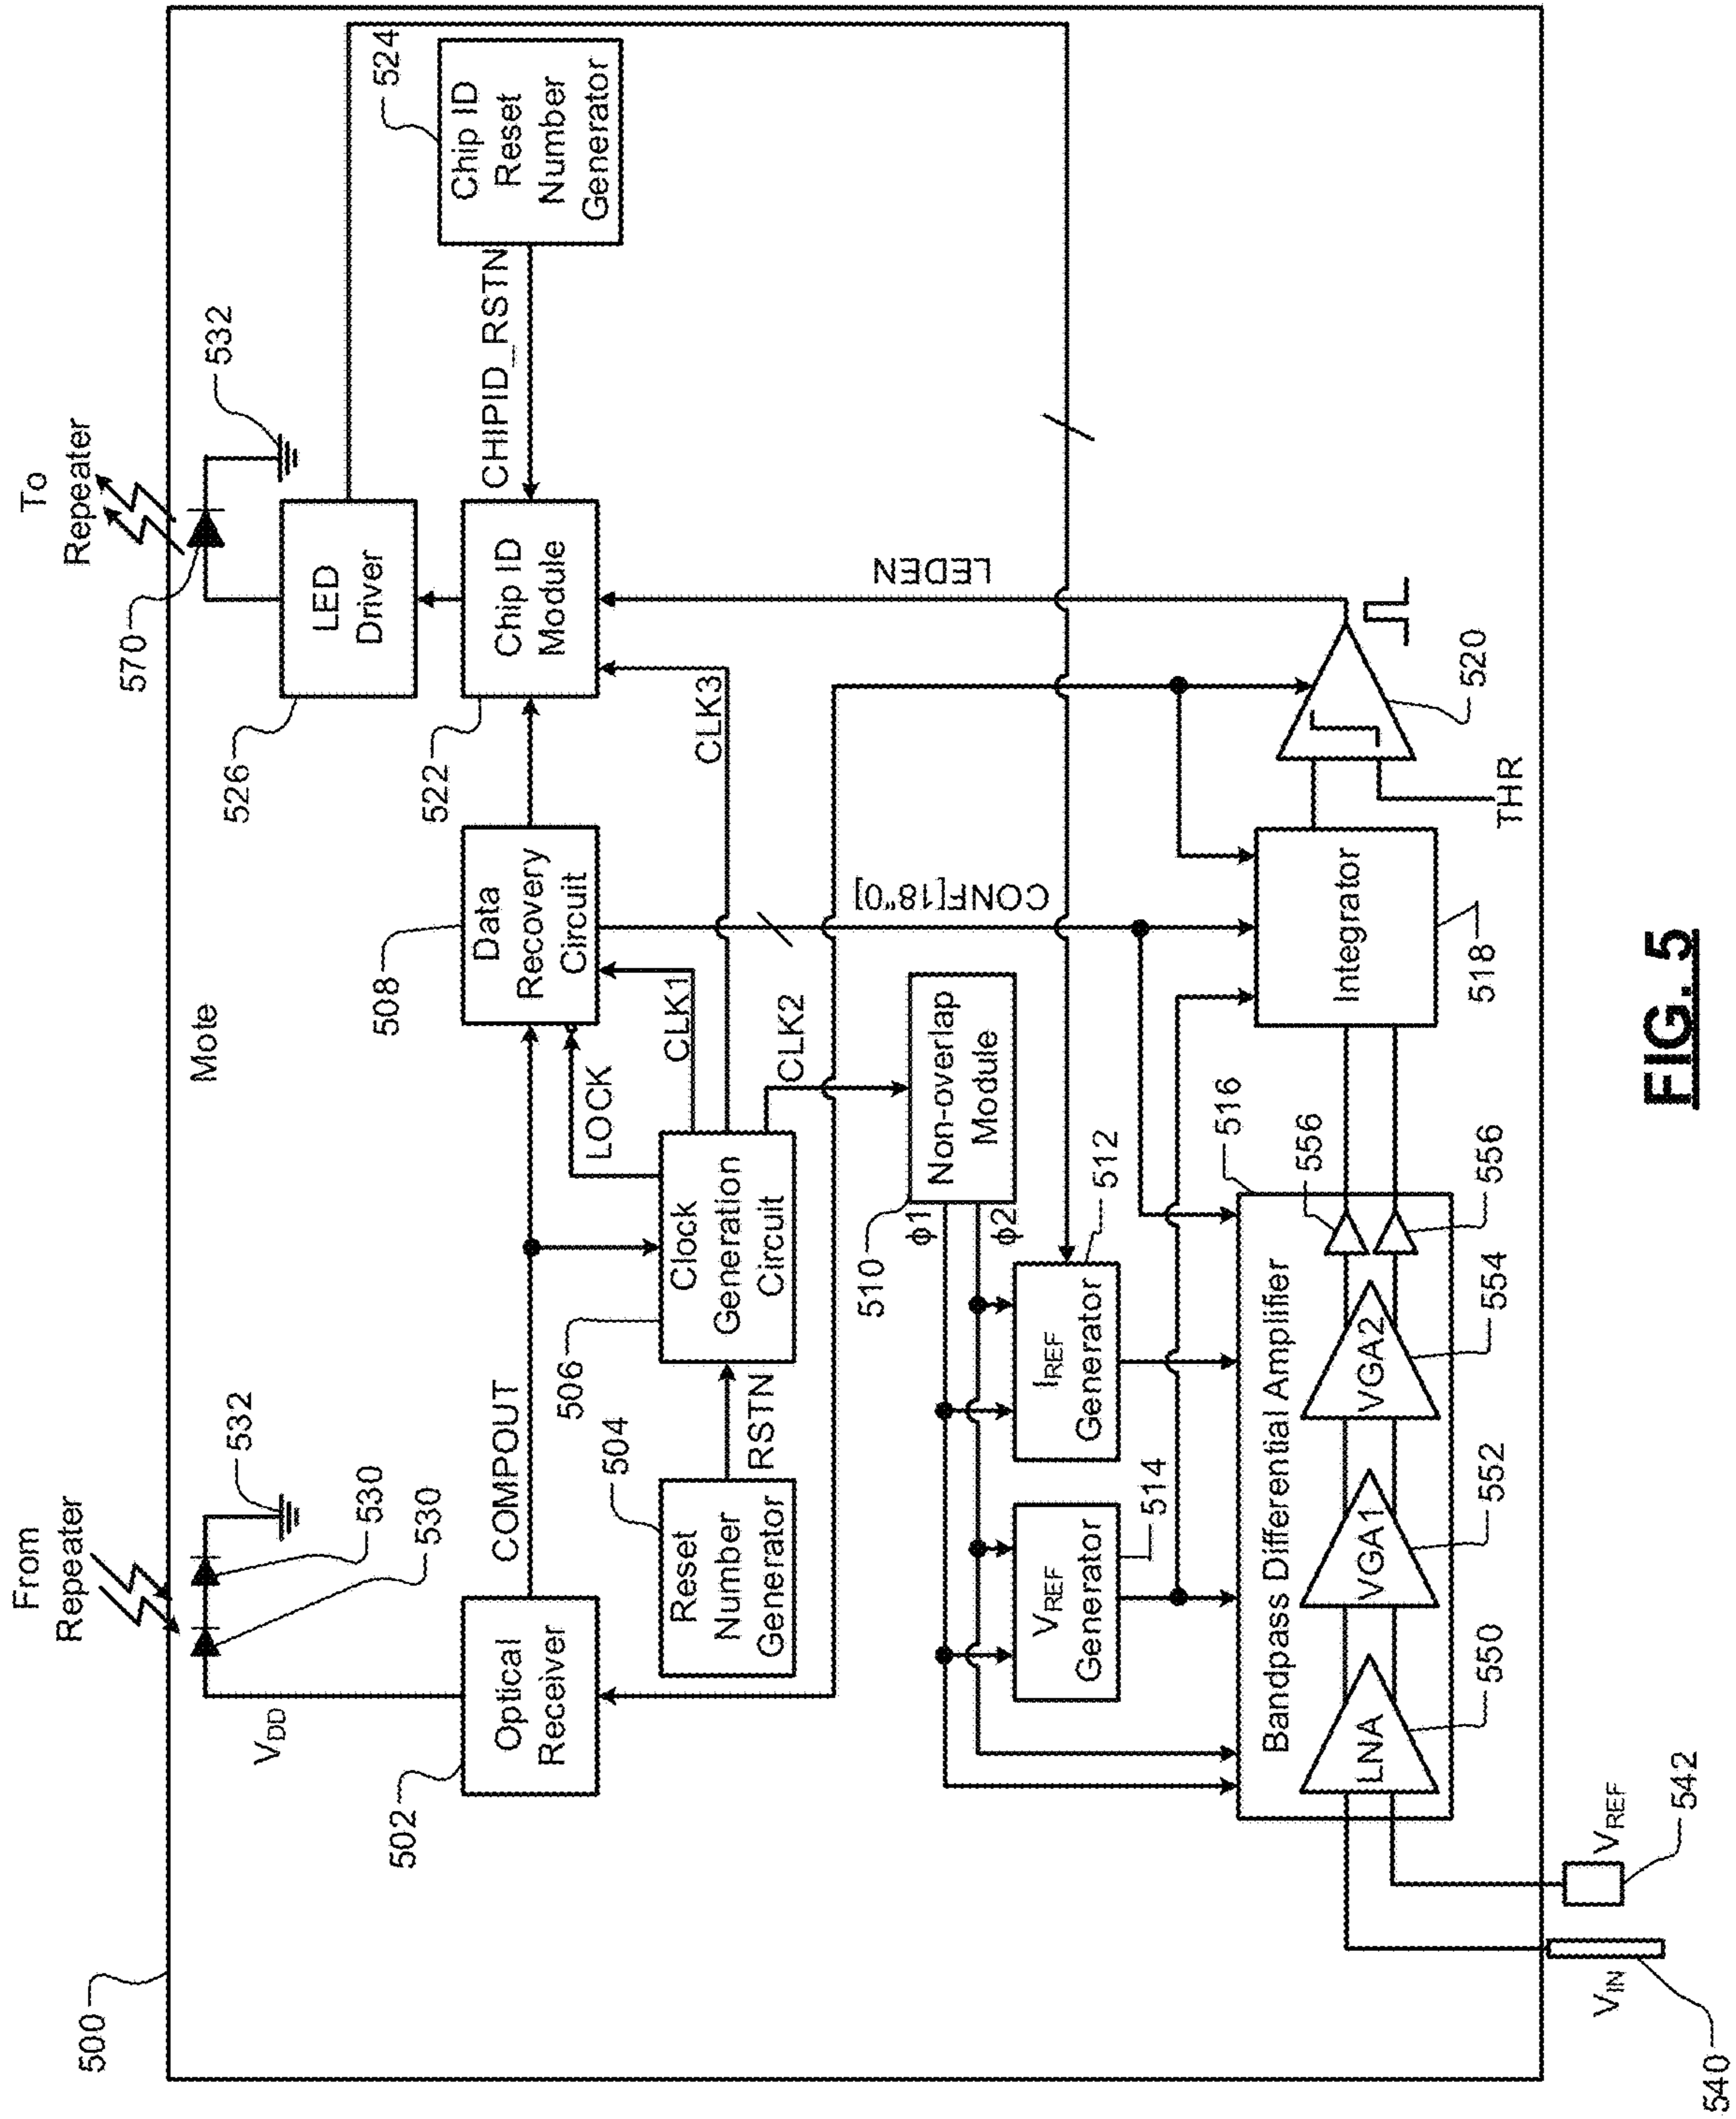 500
Mote
From
Repeater
To
Repeater
VDD
530
530
532
570
532
502
Optical
Receiver
COMPOUT
504
Reset
Number
Generator
RSTN
506
Clock
Generation
Circuit
LOCK
CLK1
CLK2
CLK3
508
Data
Recovery
Circuit
522
Chip ID
Module
526
LED
Driver
CHIPID_RSTN
524
Chip ID
Reset
Number
Generator
CONF[18"0]
LEDEN
510
Non-overlap
Module
ϕ1
ϕ2
512
IREF
Generator
514
VREF
Generator
516
Bandpass Differential Amplifier
LNA
550
VGA1
552
VGA2
554
556
556
Integrator
518
THR
520
VIN
540
VREF
542
FIG. 5